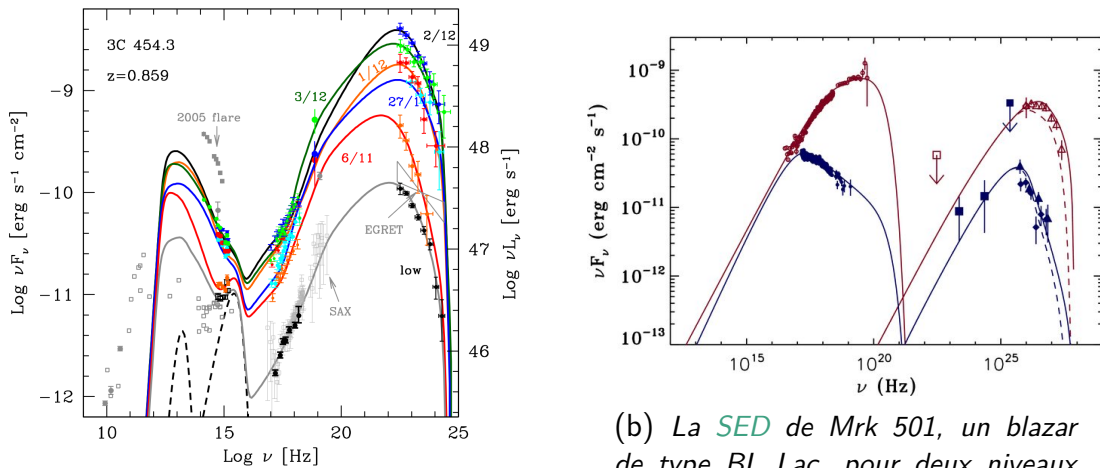 3C 454.3
z=0.859
2005 flare
3/12
1/12
2/12
27/11
6/11
EGRET
low
SAX
Log νF_ν [erg s⁻¹ cm⁻²]
-9
-10
-11
-12
Log νL_ν [erg s⁻¹]
49
48
47
46
10 15 20 25
Log ν [Hz]
νF_ν (erg cm⁻² s⁻¹)
10⁻⁹
10⁻¹⁰
10⁻¹¹
10⁻¹²
10⁻¹³
10¹⁵ 10²⁰ 10²⁵
ν (Hz)
(b) La SED de Mrk 501, un blazar
de type BL Lac, pour deux niveaux